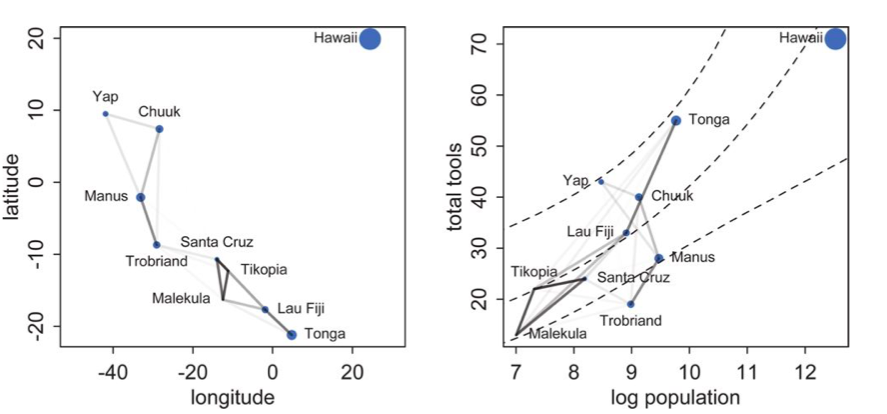 20
10
0
-10
-20
latitude
Hawaii
Yap
Chuuk
Manus
Trobriand
Santa Cruz
Tikopia
Malekula
Lau Fiji
Tonga
-40
-20
0
20
longitude
70
60
50
40
30
20
total tools
Hawaii
Tonga
Yap
Chuuk
Lau Fiji
Manus
Tikopia
Santa Cruz
Trobriand
Malekula
7
8
9
10
11
12
log population